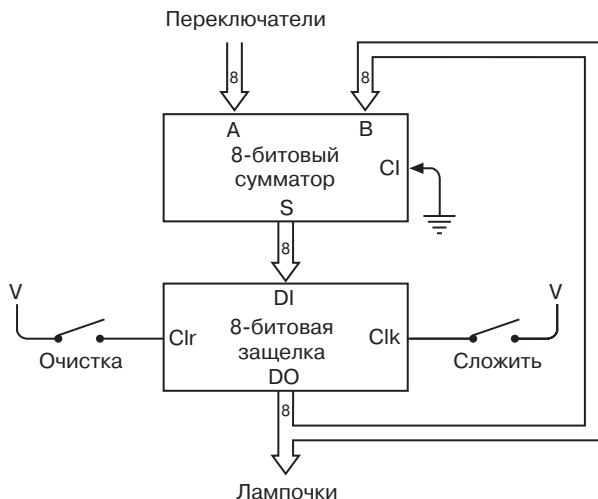 Переключатели
8
8
A
B
8-битовый
сумматор
CI
S
8
V
V
DI
Clr
8-битовая
защелка
Clk
Очистка
Сложить
DO
8
Лампочки